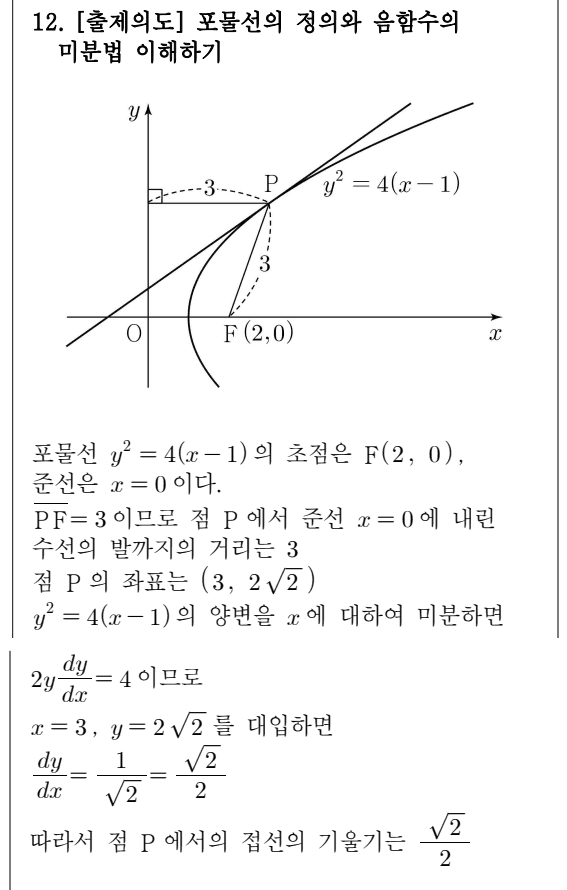 12. [출제의도] 포물선의 정의와 음함수의
미분법 이해하기
y
3
P
y² = 4(x − 1)
3
O
F(2,0)
x
포물선 y² = 4(x − 1)의 초점은 F(2, 0),
준선은 x = 0이다.
P̅F̅ = 3이므로 점 P에서 준선 x = 0에 내린
수선의 발까지의 거리는 3
점 P의 좌표는 (3, 2√2)
y² = 4(x − 1)의 양변을 x에 대하여 미분하면
2y dy/dx = 4이므로
x = 3, y = 2√2를 대입하면
dy/dx = 1/√2 = √2/2
따라서 점 P에서의 접선의 기울기는 √2/2